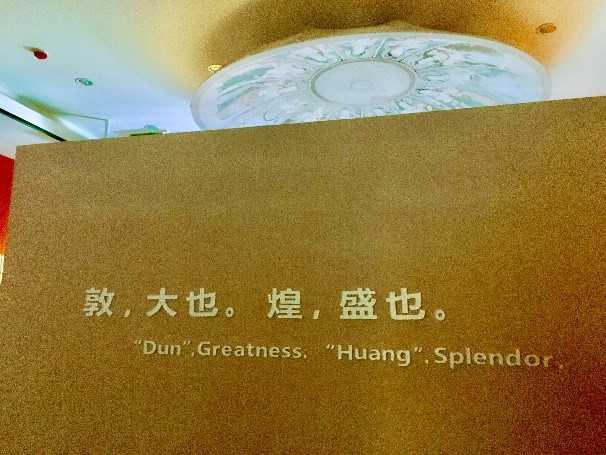 敦，大也。煌，盛也。
“Dun”,Greatness. “Huang”,Splendor.